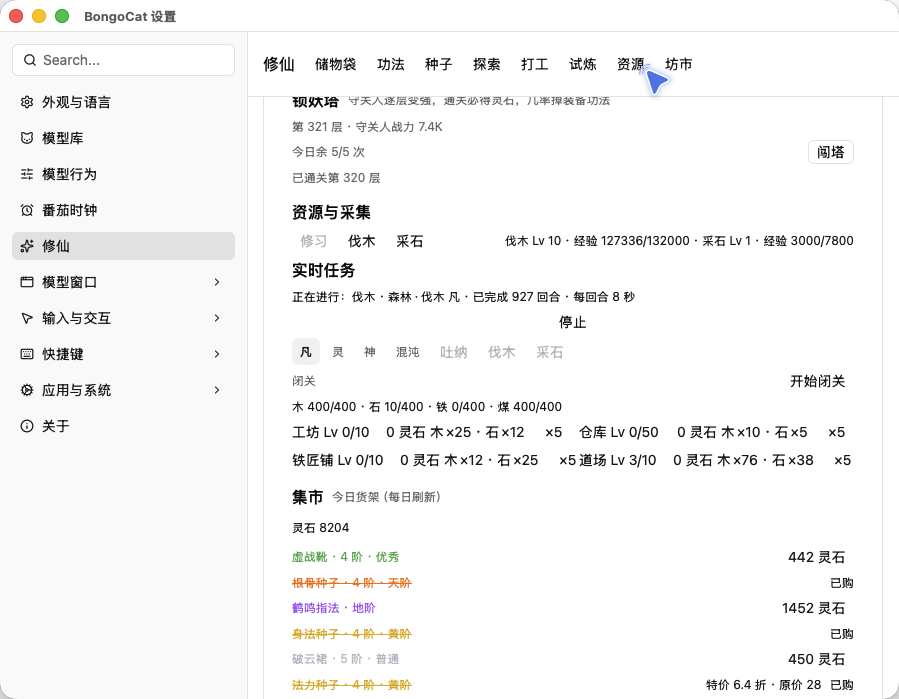 BongoCat 设置
Search...
外观与语言
模型库
模型行为
番茄时钟
修仙
模型窗口
输入与交互
快捷键
应用与系统
关于
修仙 储物袋 功法 种子 探索 打工 试炼 资源 坊市
锁妖塔 守关人逐层变强，通关必得灵石，几率掉装备功法
第 321 层 · 守关人战力 7.4K
今日余 5/5 次
闯塔
已通关第 320 层
资源与采集
修习 伐木 采石 伐木 Lv 10 · 经验 127336/132000 · 采石 Lv 1 · 经验 3000/7800
实时任务
正在进行：伐木 · 森林 · 伐木 凡 · 已完成 927 回合 · 每回合 8 秒
停止
凡 灵 神 混沌 吐纳 伐木 采石
闭关 开始闭关
木 400/400 · 石 10/400 · 铁 0/400 · 煤 400/400
工坊 Lv 0/10 0 灵石 木×25 · 石×12 ×5 仓库 Lv 0/50 0 灵石 木×10 · 石×5 ×5
铁匠铺 Lv 0/10 0 灵石 木×12 · 石×25 ×5 道场 Lv 3/10 0 灵石 木×76 · 石×38 ×5
集市 今日货架 (每日刷新)
灵石 8204
虚战靴 · 4 阶 · 优秀 442 灵石
根骨种子 · 4 阶 · 天阶 已购
鹤鸣指法 · 地阶 1452 灵石
身法种子 · 4 阶 · 黄阶 已购
破云裙 · 5 阶 · 普通 450 灵石
法力种子 · 4 阶 · 黄阶 特价 6.4 折 · 原价 28 已购